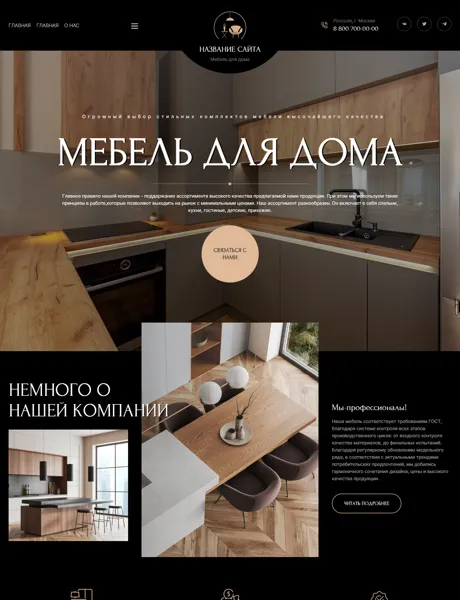 ГЛАВНАЯ ГЛАВНАЯ О НАС
НАЗВАНИЕ САЙТА
Мебель для дома
Россия, г. Москва
8 800 700-00-00
Огромный выбор стильных комплектов мебели высочайшего качества
МЕБЕЛЬ ДЛЯ ДОМА
Главное правило нашей компании - поддержание ассортимента высокого качества предлагаемой нами продукции. При этом мы используем такие
принципы в работе,которые позволяют выходить на рынок с минимальными ценами. Наш ассортимент разнообразен. Он включает в себя спальни,
кухни, гостиные, детские, прихожие.
СВЯЗАТЬСЯ С
НАМИ
НЕМНОГО О
НАШЕЙ КОМПАНИИ
Мы-профессионалы!
Наша мебель соответствует требованиям ГОСТ,
благодаря системе контроля всех этапов
производственного цикла: от входного контроля
качества материалов, до финальных испытаний.
Благодаря регулярному обновлению модельного
ряда, в соответствии с актуальными трендами
потребительских предпочтений, мы добились
гармоничного сочетания дизайна, цены и высокого
качества продукции.
ЧИТАТЬ ПОДРОБНЕЕ